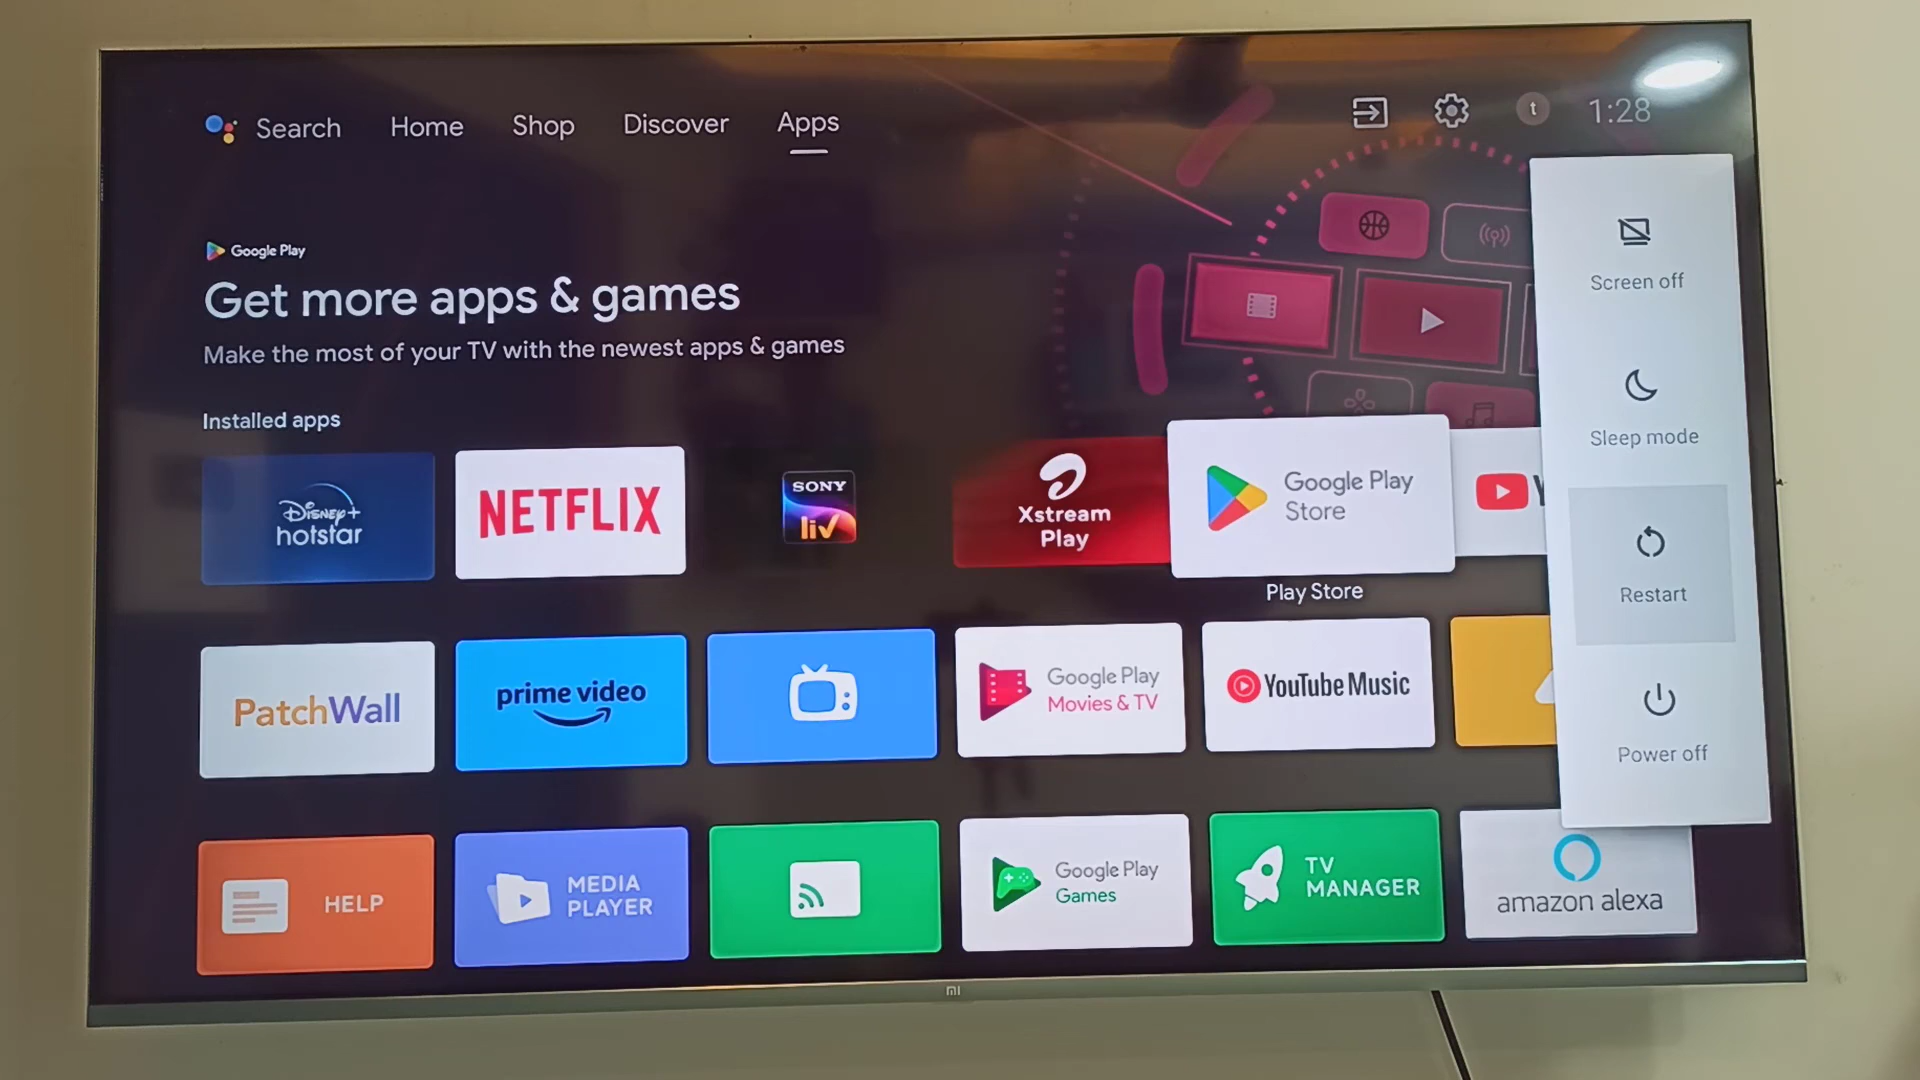 Search
Home
Shop
Discover
Apps
t
1:28
Google Play
Get more apps & games
Make the most of your TV with the newest apps & games
Installed apps
Disney+
hotstar
NETFLIX
SONY
liv
Xstream
Play
Google Play
Store
Play Store
PatchWall
prime video
Google Play
Movies & TV
YouTube Music
HELP
MEDIA
PLAYER
Google Play
Games
TV
MANAGER
amazon alexa
Screen off
Sleep mode
Restart
Power off
mi